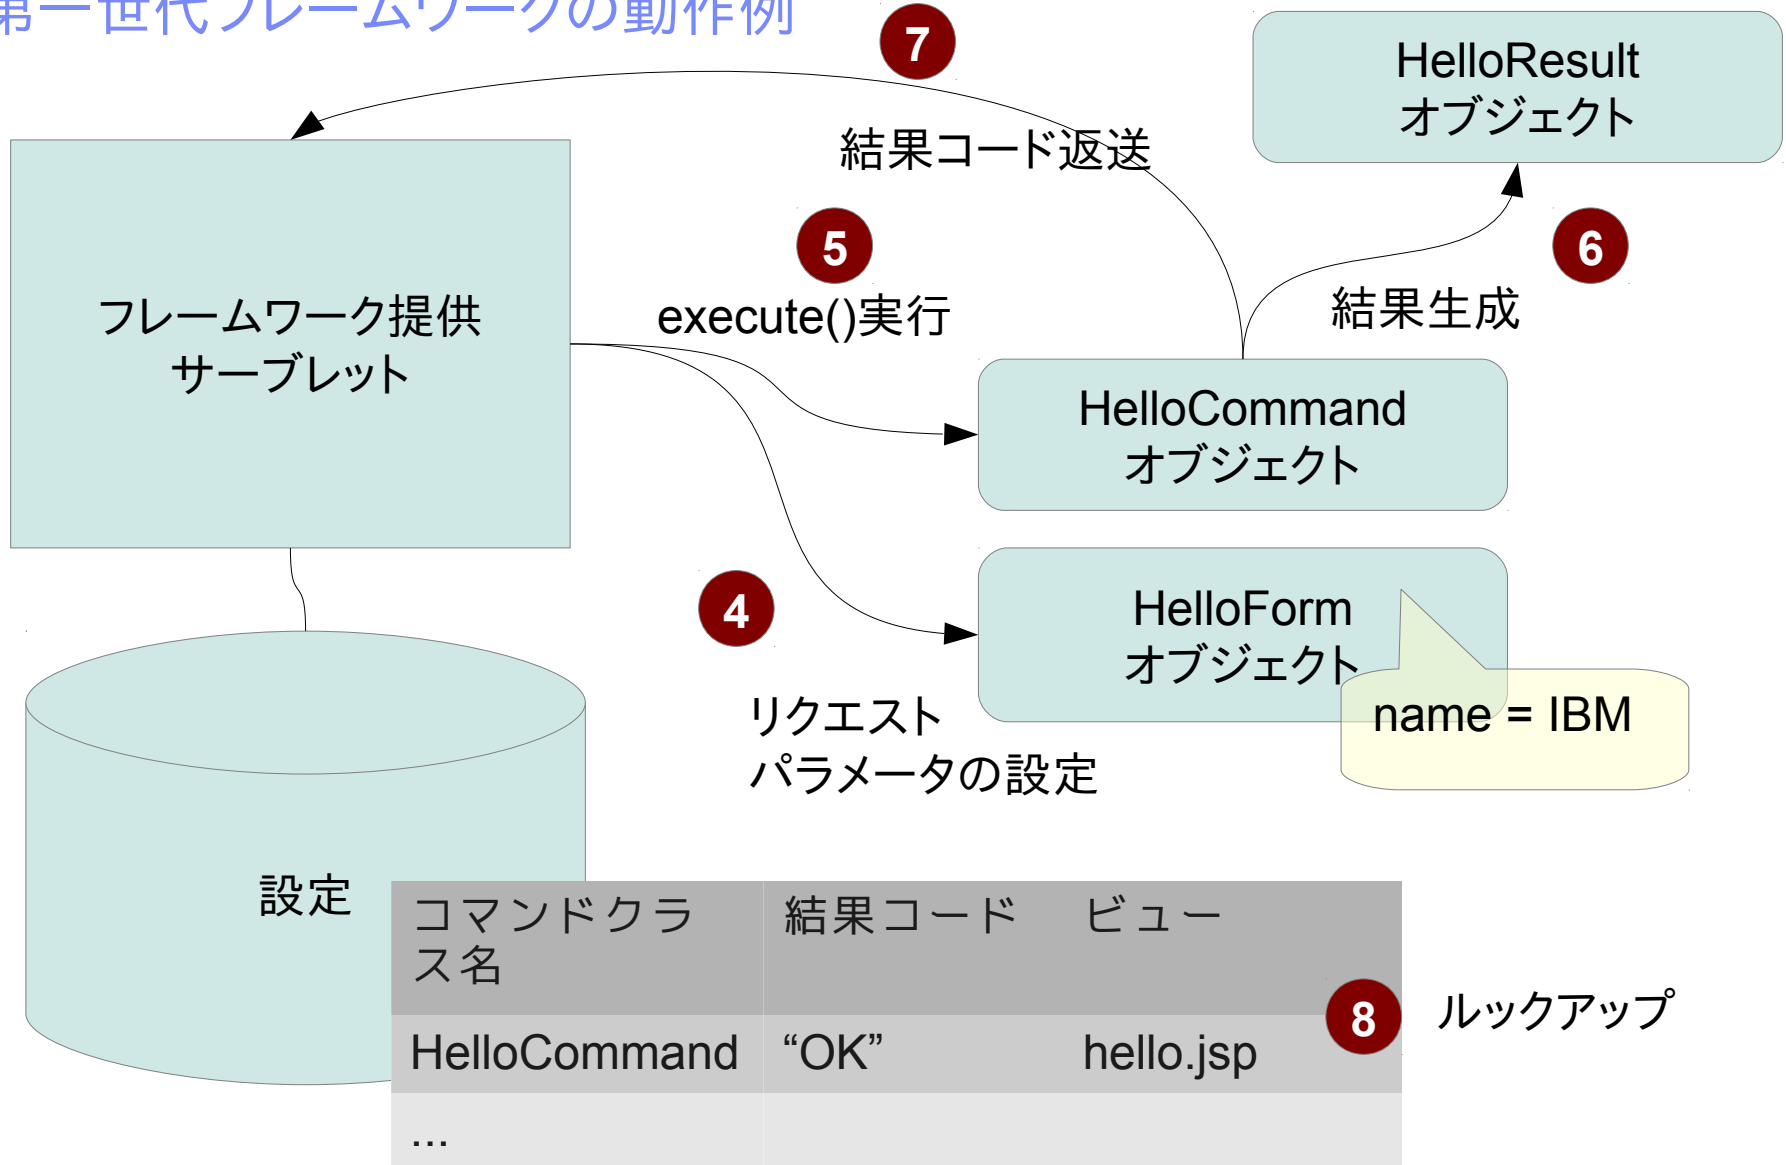 第一世代フレームワークの動作例
7
HelloResult
オブジェクト
結果コード返送
5
6
execute()実行
結果生成
フレームワーク提供
サーブレット
HelloCommand
オブジェクト
4
HelloForm
オブジェクト
name = IBM
リクエスト
パラメータの設定
設定
コマンドクラ
ス名
結果コード
ビュー
8
ルックアップ
HelloCommand
“OK”
hello.jsp
...